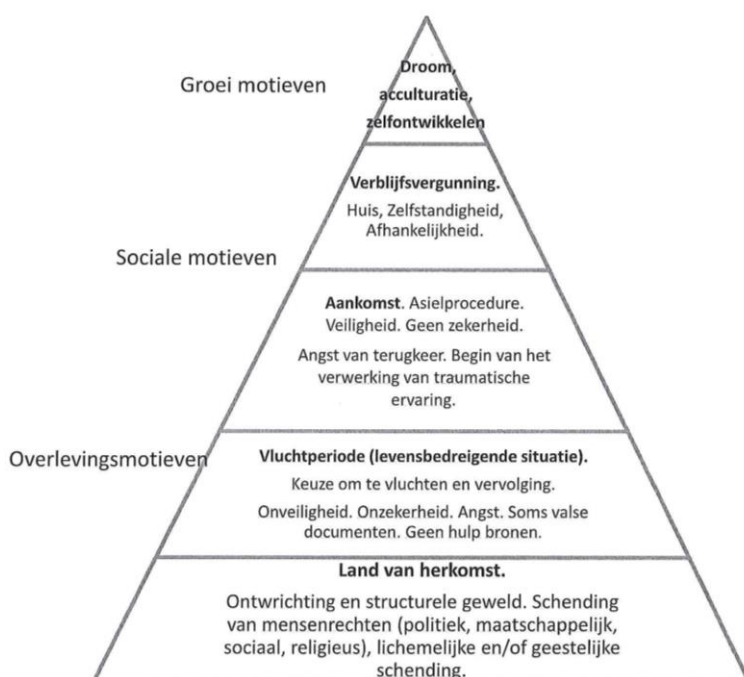 Groei motieven
Droom,
acculturatie,
zelfontwikkelen
Verblijfsvergunning.
Huis, Zelfstandigheid,
Afhankelijkheid.
Sociale motieven
Aankomst. Asielprocedure.
Veiligheid. Geen zekerheid.
Angst van terugkeer. Begin van het
verwerking van traumatische
ervaring.
Overlevingsmotieven
Vluchtperiode (levensbedreigende situatie).
Keuze om te vluchten en vervolging.
Onveiligheid. Onzekerheid. Angst. Soms valse
documenten. Geen hulp bronen.
Land van herkomst.
Ontwrichting en structurele geweld. Schending
van mensenrechten (politiek, maatschappelijk,
sociaal, religieus), lichemelijke en/of geestelijke
schending.